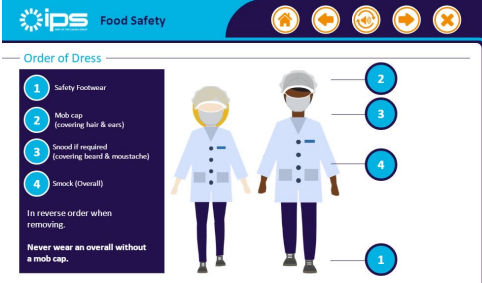 ips Food Safety
Order of Dress
1 Safety Footwear
2 Mob cap
(covering hair & ears)
3 Snood if required
(covering beard & moustache)
4 Smock (Overall)
In reverse order when
removing.
Never wear an overall without
a mob cap.
2
3
4
1